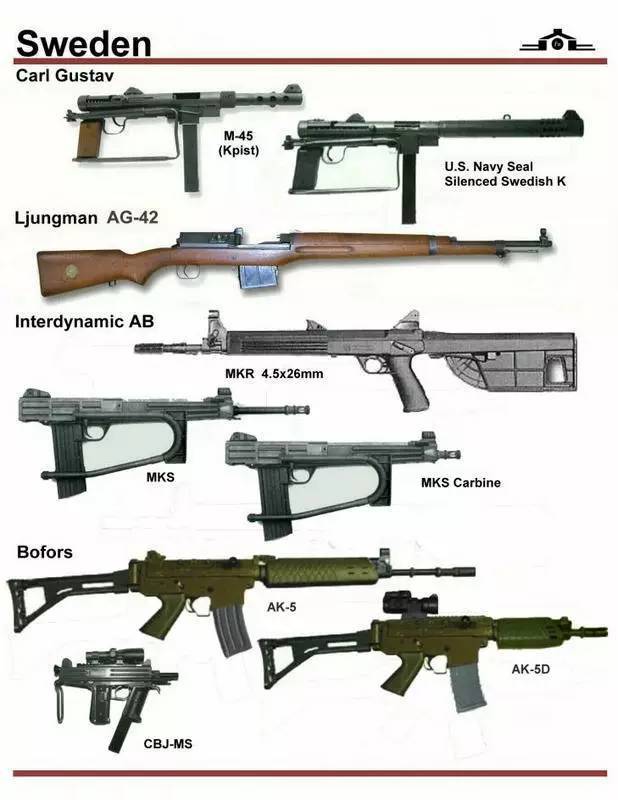 Sweden
Carl Gustav
M-45
(Kpist)
U.S. Navy Seal
Silenced Swedish K
Ljungman AG-42
Interdynamic AB
MKR 4.5x26mm
MKS
MKS Carbine
Bofors
AK-5
AK-5D
CBJ-MS